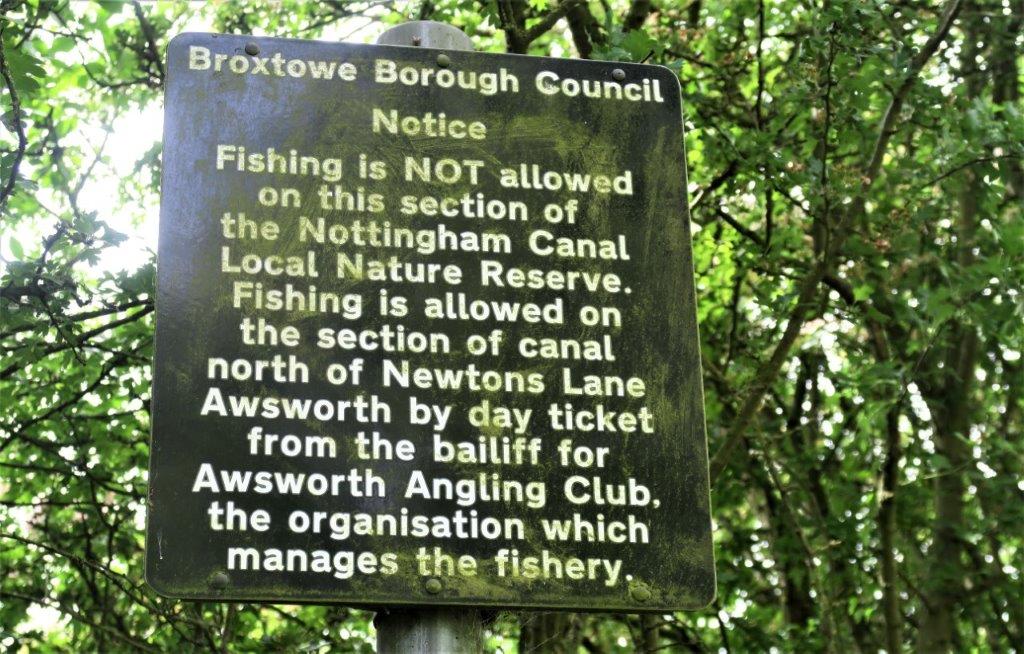 Broxtowe Borough Council
Notice
Fishing is NOT allowed
on this section of
the Nottingham Canal
Local Nature Reserve.
Fishing is allowed on
the section of canal
north of Newtons Lane
Awsworth by day ticket
from the bailiff for
Awsworth Angling Club,
the organisation which
manages the fishery.